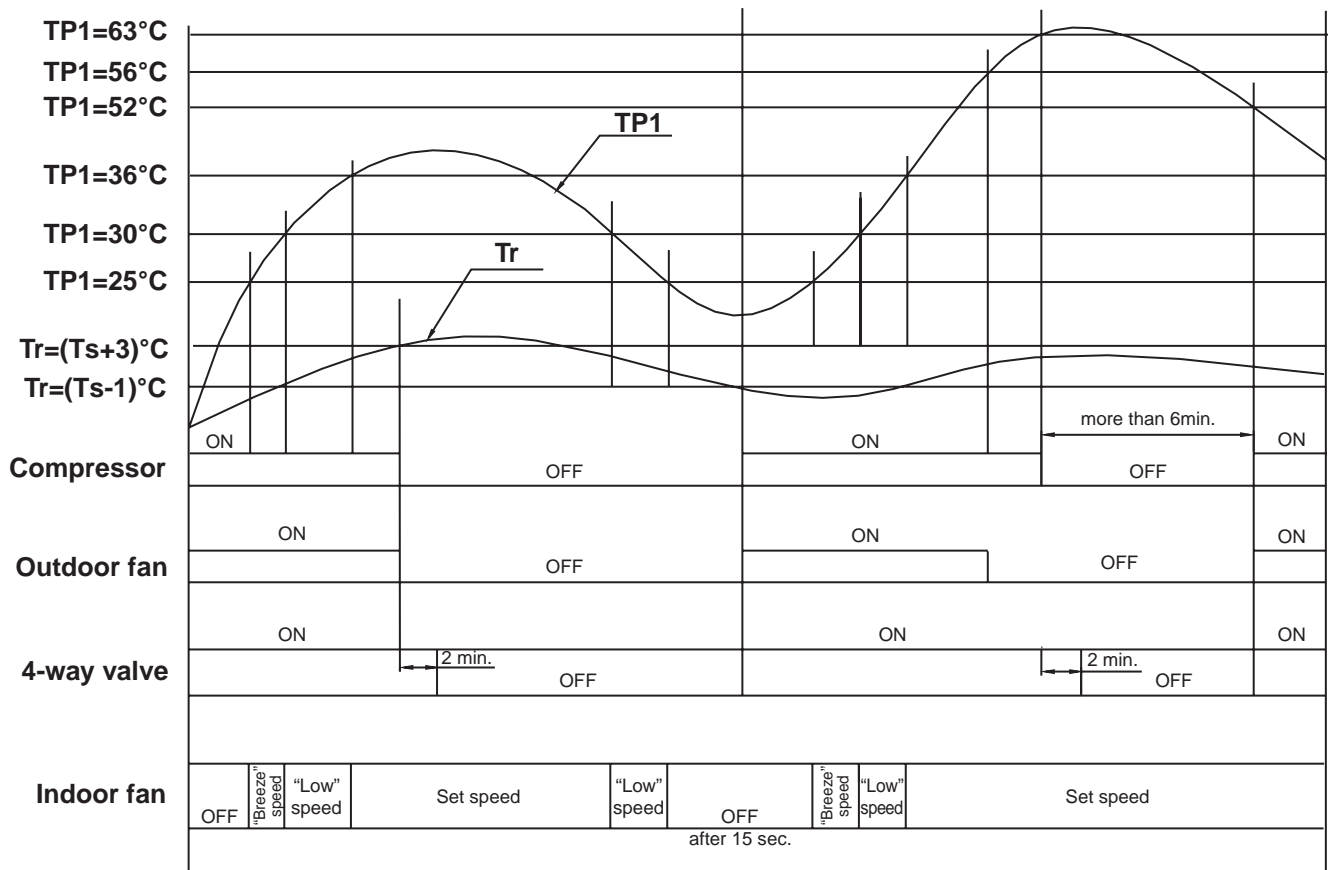 TP1=63°C
TP1=56°C
TP1=52°C
TP1
TP1=36°C
TP1=30°C
Tr
TP1=25°C
Tr=(Ts+3)°C
Tr=(Ts-1)°C
more than 6min.
ON
ON
ON
Compressor
OFF
OFF
ON
ON
ON
Outdoor fan
OFF
OFF
ON
ON
ON
2 min.
2 min.
4-way valve
OFF
OFF
Indoor fan
OFF
“Breeze”
speed
“Low”
speed
Set speed
“Low”
speed
OFF
“Breeze”
speed
“Low”
speed
Set speed
after 15 sec.